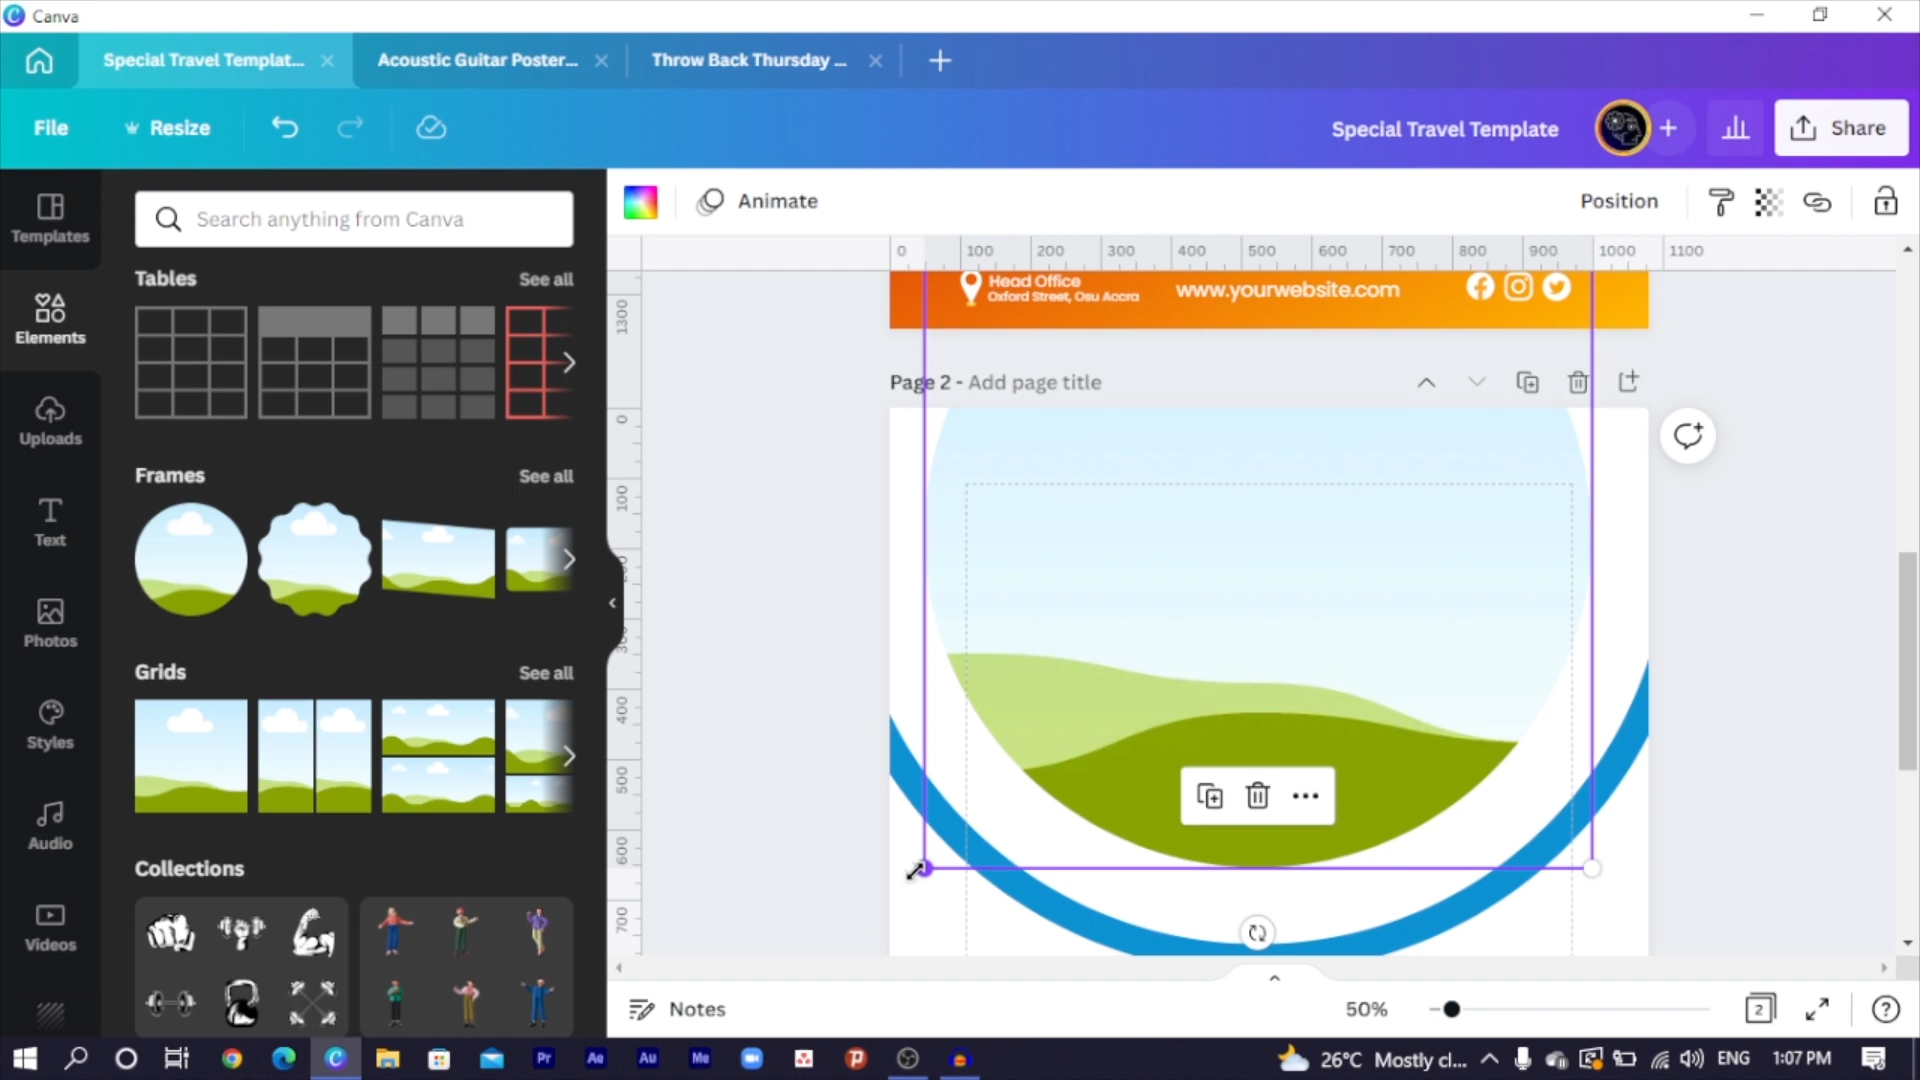 Canva
Special Travel Templat...
Acoustic Guitar Poster...
Throw Back Thursday ...
File
Resize
Special Travel Template
Share
Templates
Elements
Uploads
Text
Photos
Styles
Audio
Videos
Search anything from Canva
Tables
See all
Frames
See all
Grids
See all
Collections
Animate
Position
0 100 200 300 400 500 600 700 800 900 1000 1100
1300
0
100
400
500
600
700
Head Office
Oxford Street, Osu Accra
www.yourwebsite.com
Page 2 - Add page title
Notes
50%
2
?
Pr
Ae
Au
Me
26°C Mostly cl...
ENG
1:07 PM